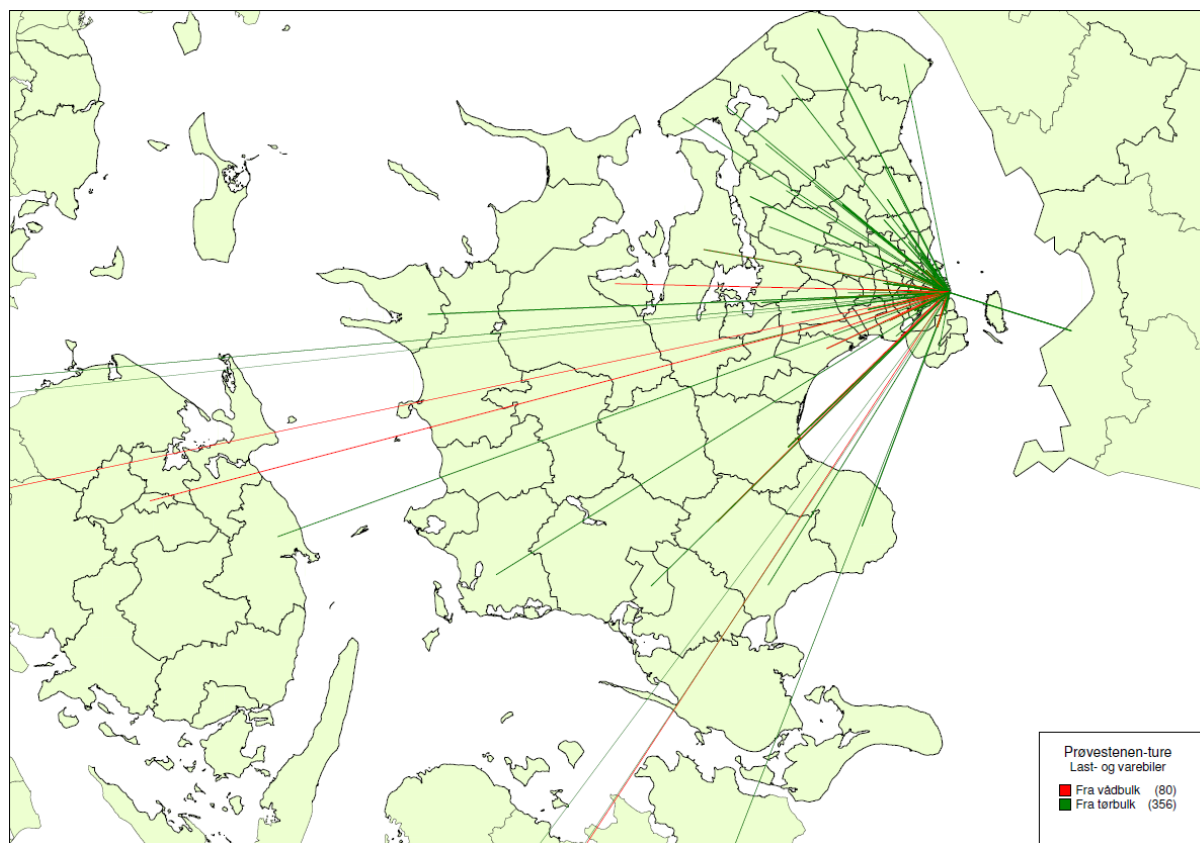 Prøvestenen-ture
Last- og varebiler
Fra vådbulk (80)
Fra tørbulk (356)